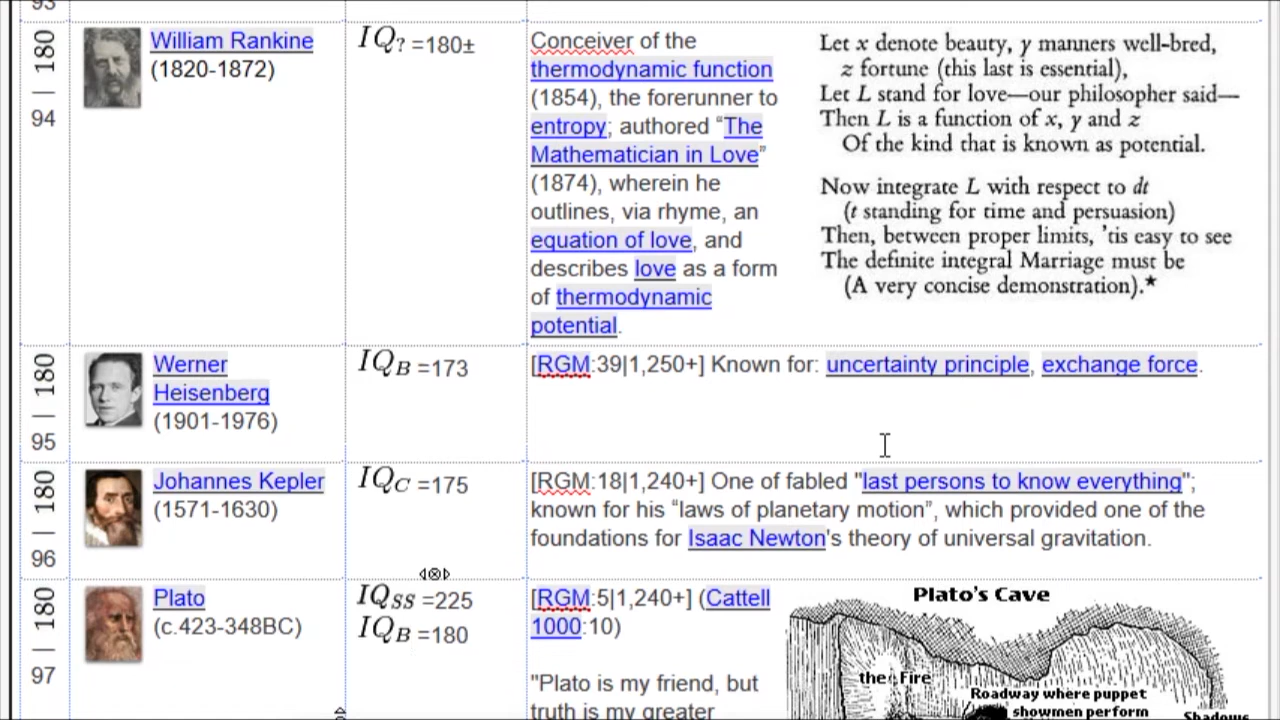 93
180
—
94
William Rankine
(1820-1872)
IQ? =180±
Conceiver of the
thermodynamic function
(1854), the forerunner to
entropy; authored “The
Mathematician in Love”
(1874), wherein he
outlines, via rhyme, an
equation of love, and
describes love as a form
of thermodynamic
potential.
Let x denote beauty, y manners well-bred,
z fortune (this last is essential),
Let L stand for love—our philosopher said—
Then L is a function of x, y and z
Of the kind that is known as potential.
Now integrate L with respect to dt
(t standing for time and persuasion)
Then, between proper limits, 'tis easy to see
The definite integral Marriage must be
(A very concise demonstration).*
180
—
95
Werner
Heisenberg
(1901-1976)
IQB =173
[RGM:39|1,250+] Known for: uncertainty principle, exchange force.
180
—
96
Johannes Kepler
(1571-1630)
IQC =175
[RGM:18|1,240+] One of fabled "last persons to know everything";
known for his “laws of planetary motion”, which provided one of the
foundations for Isaac Newton's theory of universal gravitation.
180
—
97
Plato
(c.423-348BC)
IQSS =225
IQB =180
[RGM:5|1,240+] (Cattell
1000:10)
"Plato is my friend, but
truth is my greater
Plato's Cave
the Fire
Roadway where puppet
showmen perform
Shadows